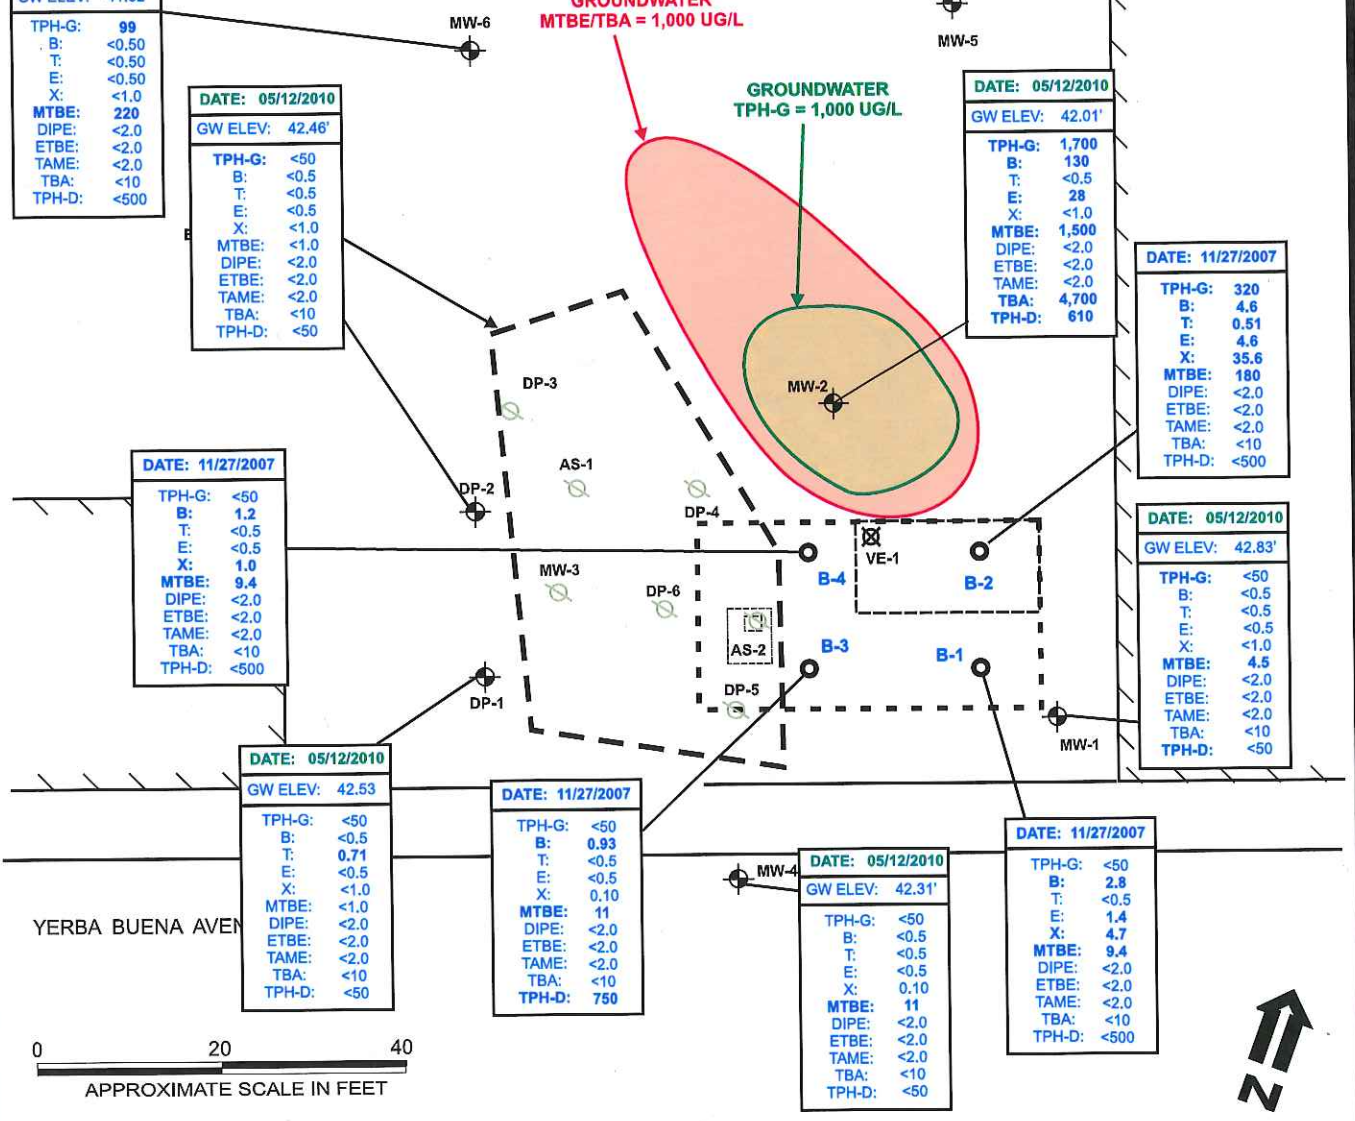 TPH-G: 99
B: <0.50
T: <0.50
E: <0.50
X: <1.0
MTBE: 220
DIPE: <2.0
ETBE: <2.0
TAME: <2.0
TBA: <10
TPH-D: <500
MW-6
GROUNDWATER
MTBE/TBA = 1,000 UG/L
MW-5
GROUNDWATER
TPH-G = 1,000 UG/L
DATE: 05/12/2010
GW ELEV: 42.46'
TPH-G: <50
B: <0.5
T: <0.5
E: <0.5
X: <1.0
MTBE: <1.0
DIPE: <2.0
ETBE: <2.0
TAME: <2.0
TBA: <10
TPH-D: <50
DATE: 05/12/2010
GW ELEV: 42.01'
TPH-G: 1,700
B: 130
T: <0.5
E: 28
X: <1.0
MTBE: 1,500
DIPE: <2.0
ETBE: <2.0
TAME: <2.0
TBA: 4,700
TPH-D: 610
DATE: 11/27/2007
TPH-G: 320
B: 4.6
T: 0.51
E: 4.6
X: 35.6
MTBE: 180
DIPE: <2.0
ETBE: <2.0
TAME: <2.0
TBA: <10
TPH-D: <500
DP-3
MW-2
AS-1
DP-2
DP-4
DATE: 11/27/2007
TPH-G: <50
B: 1.2
T: <0.5
E: <0.5
X: 1.0
MTBE: 9.4
DIPE: <2.0
ETBE: <2.0
TAME: <2.0
TBA: <10
TPH-D: <500
DATE: 05/12/2010
GW ELEV: 42.83'
TPH-G: <50
B: <0.5
T: <0.5
E: <0.5
X: <1.0
MTBE: 4.5
DIPE: <2.0
ETBE: <2.0
TAME: <2.0
TBA: <10
TPH-D: <50
VE-1
MW-3
B-4
B-2
DP-6
AS-2
B-3
B-1
DP-5
DP-1
MW-1
DATE: 05/12/2010
GW ELEV: 42.53
TPH-G: <50
B: <0.5
T: 0.71
E: <0.5
X: <1.0
MTBE: <1.0
DIPE: <2.0
ETBE: <2.0
TAME: <2.0
TBA: <10
TPH-D: <50
DATE: 11/27/2007
TPH-G: <50
B: 0.93
T: <0.5
E: <0.5
X: 0.10
MTBE: 11
DIPE: <2.0
ETBE: <2.0
TAME: <2.0
TBA: <10
TPH-D: 750
MW-4
DATE: 05/12/2010
GW ELEV: 42.31'
TPH-G: <50
B: <0.5
T: <0.5
E: <0.5
X: 0.10
MTBE: 11
DIPE: <2.0
ETBE: <2.0
TAME: <2.0
TBA: <10
TPH-D: <50
DATE: 11/27/2007
TPH-G: <50
B: 2.8
T: <0.5
E: 1.4
X: 4.7
MTBE: 9.4
DIPE: <2.0
ETBE: <2.0
TAME: <2.0
TBA: <10
TPH-D: <500
YERBA BUENA AVEN
0 20 40
APPROXIMATE SCALE IN FEET
N